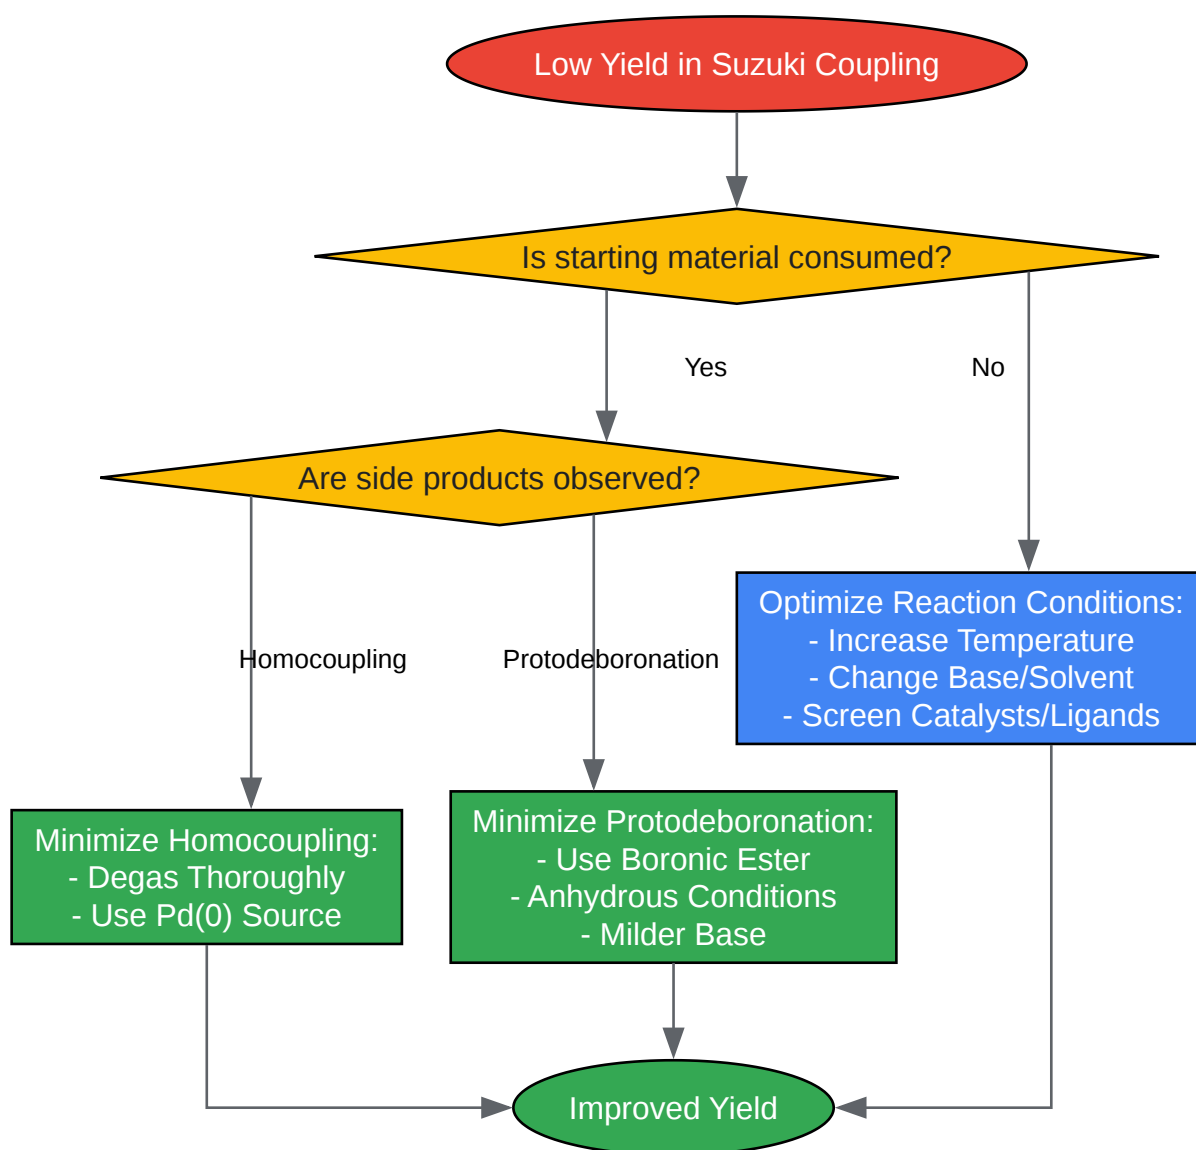 Low Yield in Suzuki Coupling
Is starting material consumed?
Yes
No
Are side products observed?
Homocoupling
Protodeboronation
Optimize Reaction Conditions:
- Increase Temperature
- Change Base/Solvent
- Screen Catalysts/Ligands
Minimize Homocoupling:
- Degas Thoroughly
- Use Pd(0) Source
Minimize Protodeboronation:
- Use Boronic Ester
- Anhydrous Conditions
- Milder Base
Improved Yield